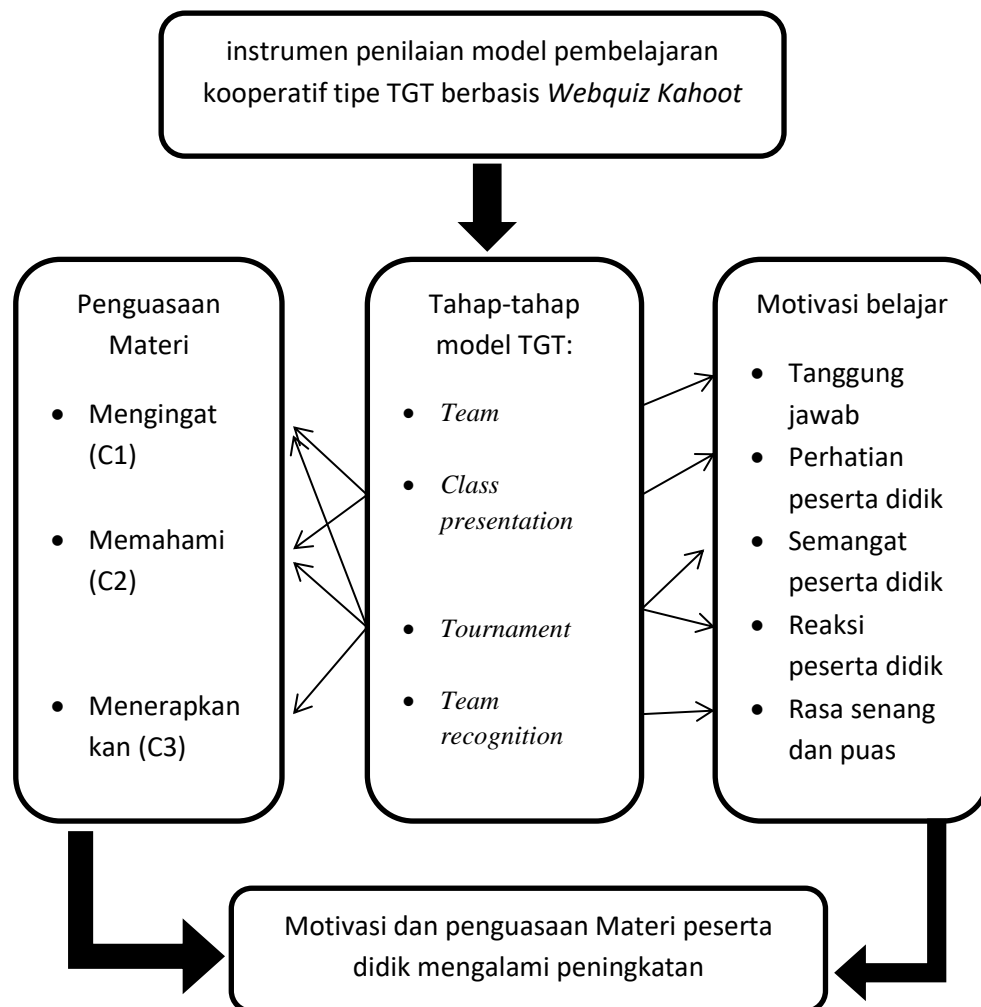 instrumen penilaian model pembelajaran
kooperatif tipe TGT berbasis Webquiz Kahoot
Penguasaan
Materi
• Mengingat
(C1)
• Memahami
(C2)
• Menerapkan
kan (C3)
Tahap-tahap
model TGT:
• Team
• Class
presentation
• Tournament
• Team
recognition
Motivasi belajar
• Tanggung
jawab
• Perhatian
peserta didik
• Semangat
peserta didik
• Reaksi
peserta didik
• Rasa senang
dan puas
Motivasi dan penguasaan Materi peserta
didik mengalami peningkatan